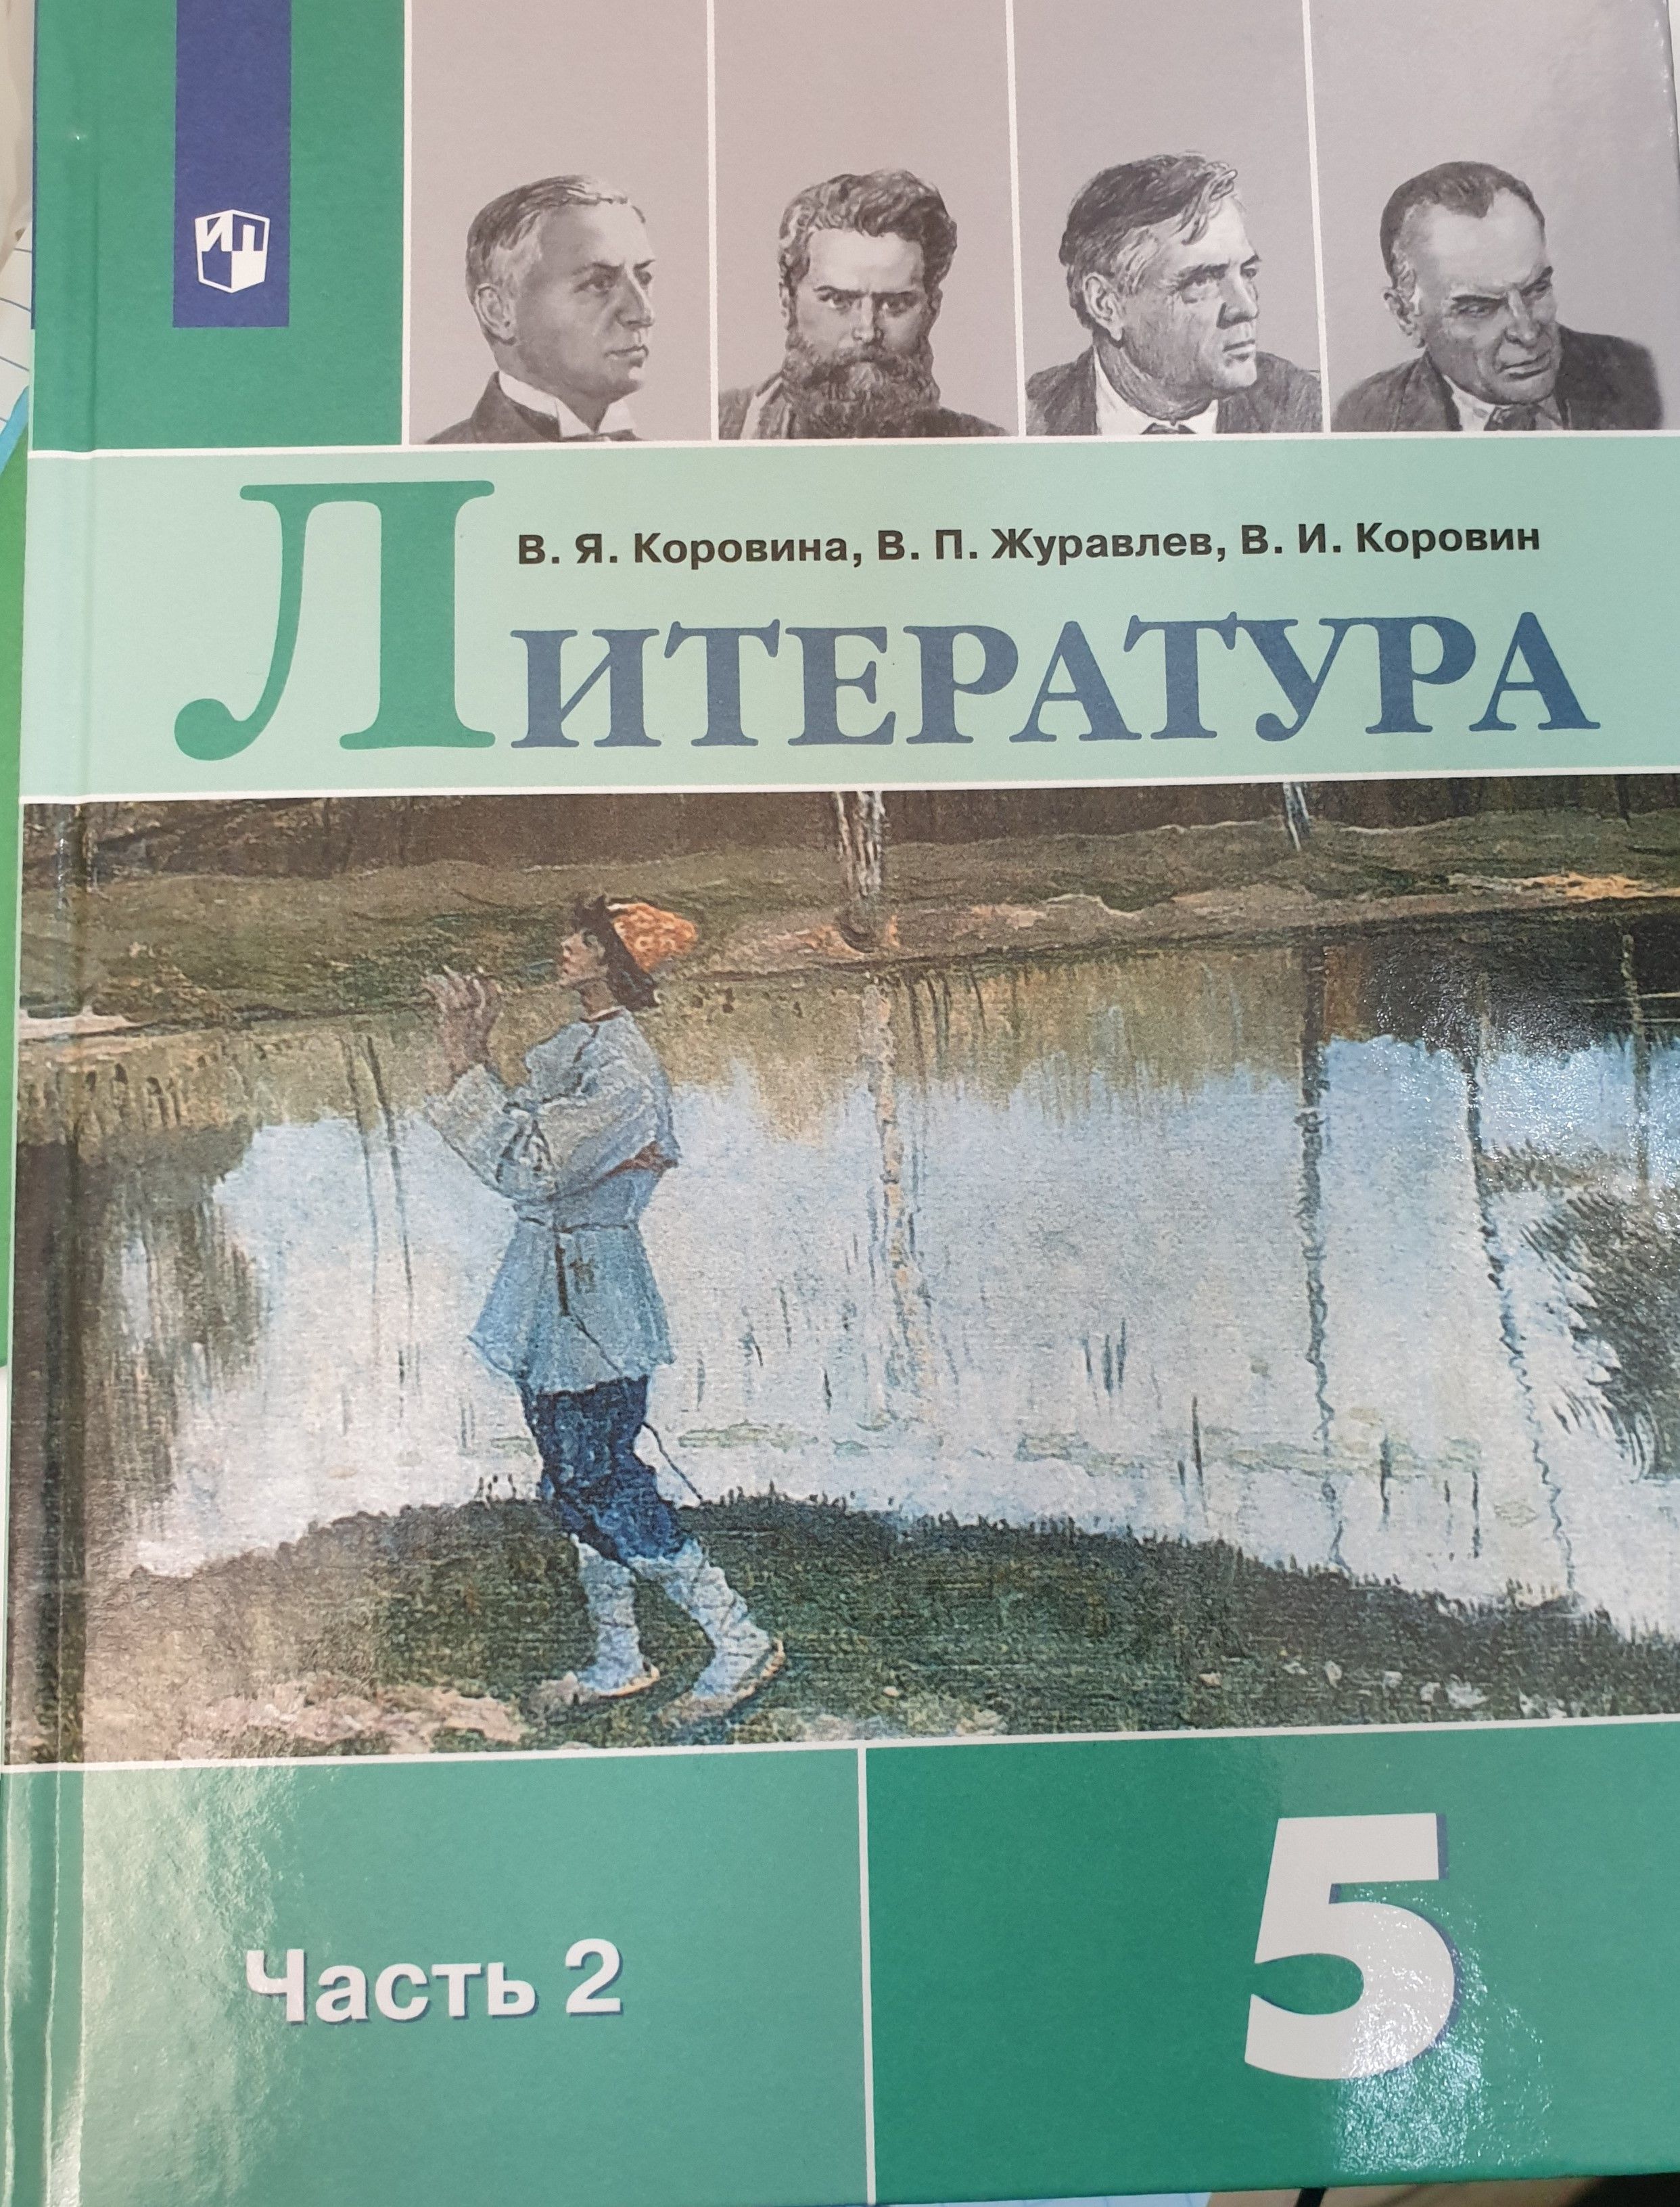 ИП
В. Я. Коровина, В. П. Журавлев, В. И. Коровин
ЛИТЕРАТУРА
Часть 2
5